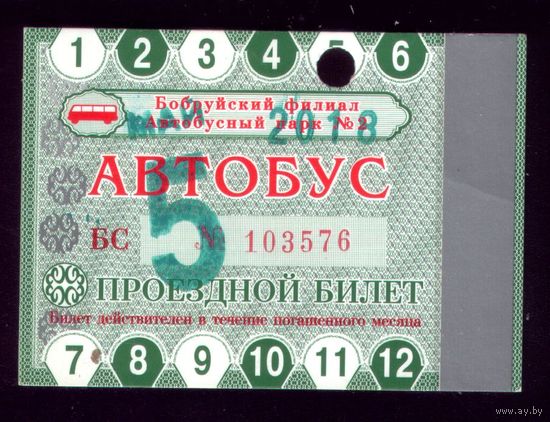 1 2 3 4 6
Бобруйский филиал
Автобусный парк №2
май 2018
АВТОБУС
5
БС № 103576
ПРОЕЗДНОЙ БИЛЕТ
Билет действителен в течение погашенного месяца
7 8 9 10 11 12
www.ay.by